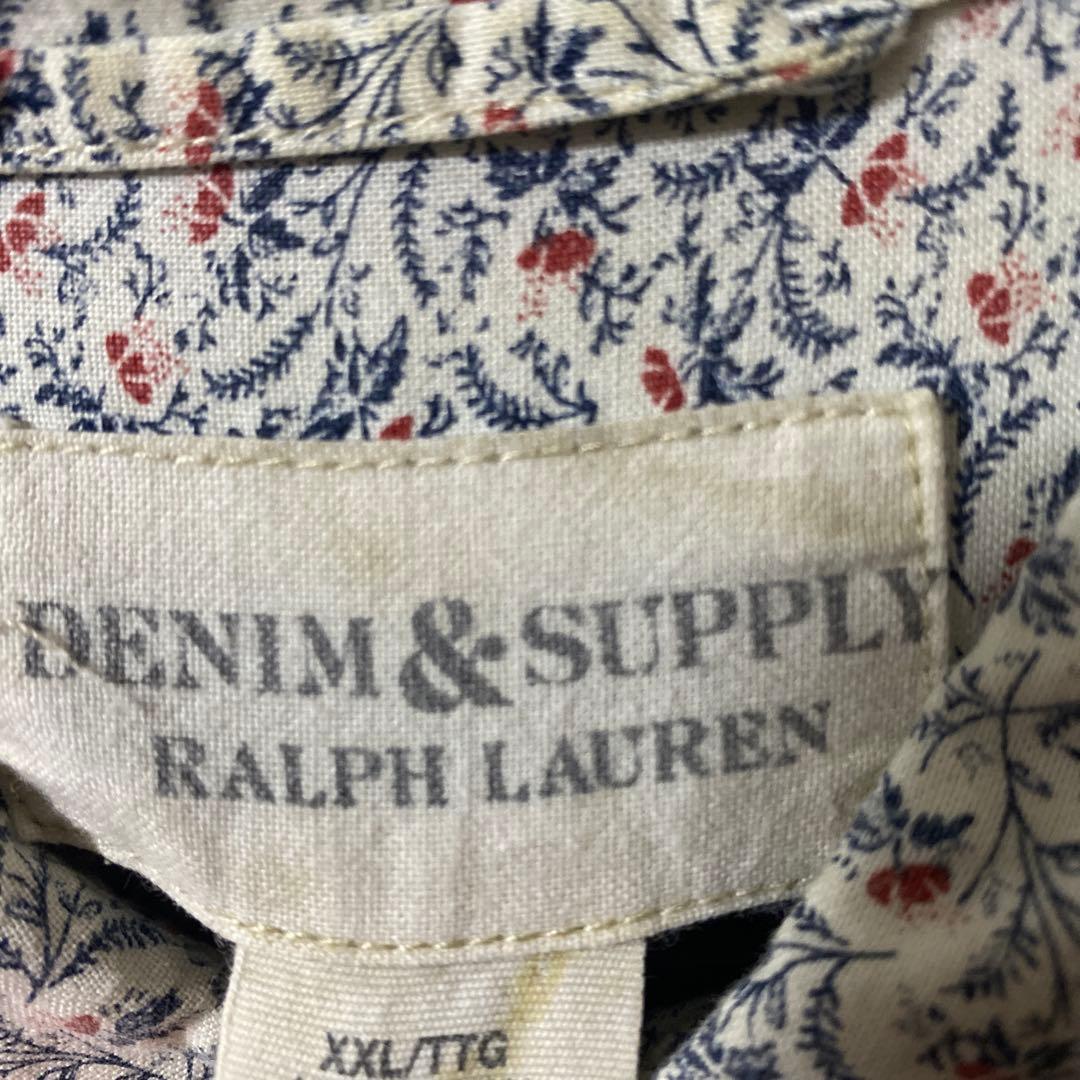 DENIM & SUPPLY
RALPH LAUREN
XXL/TTG